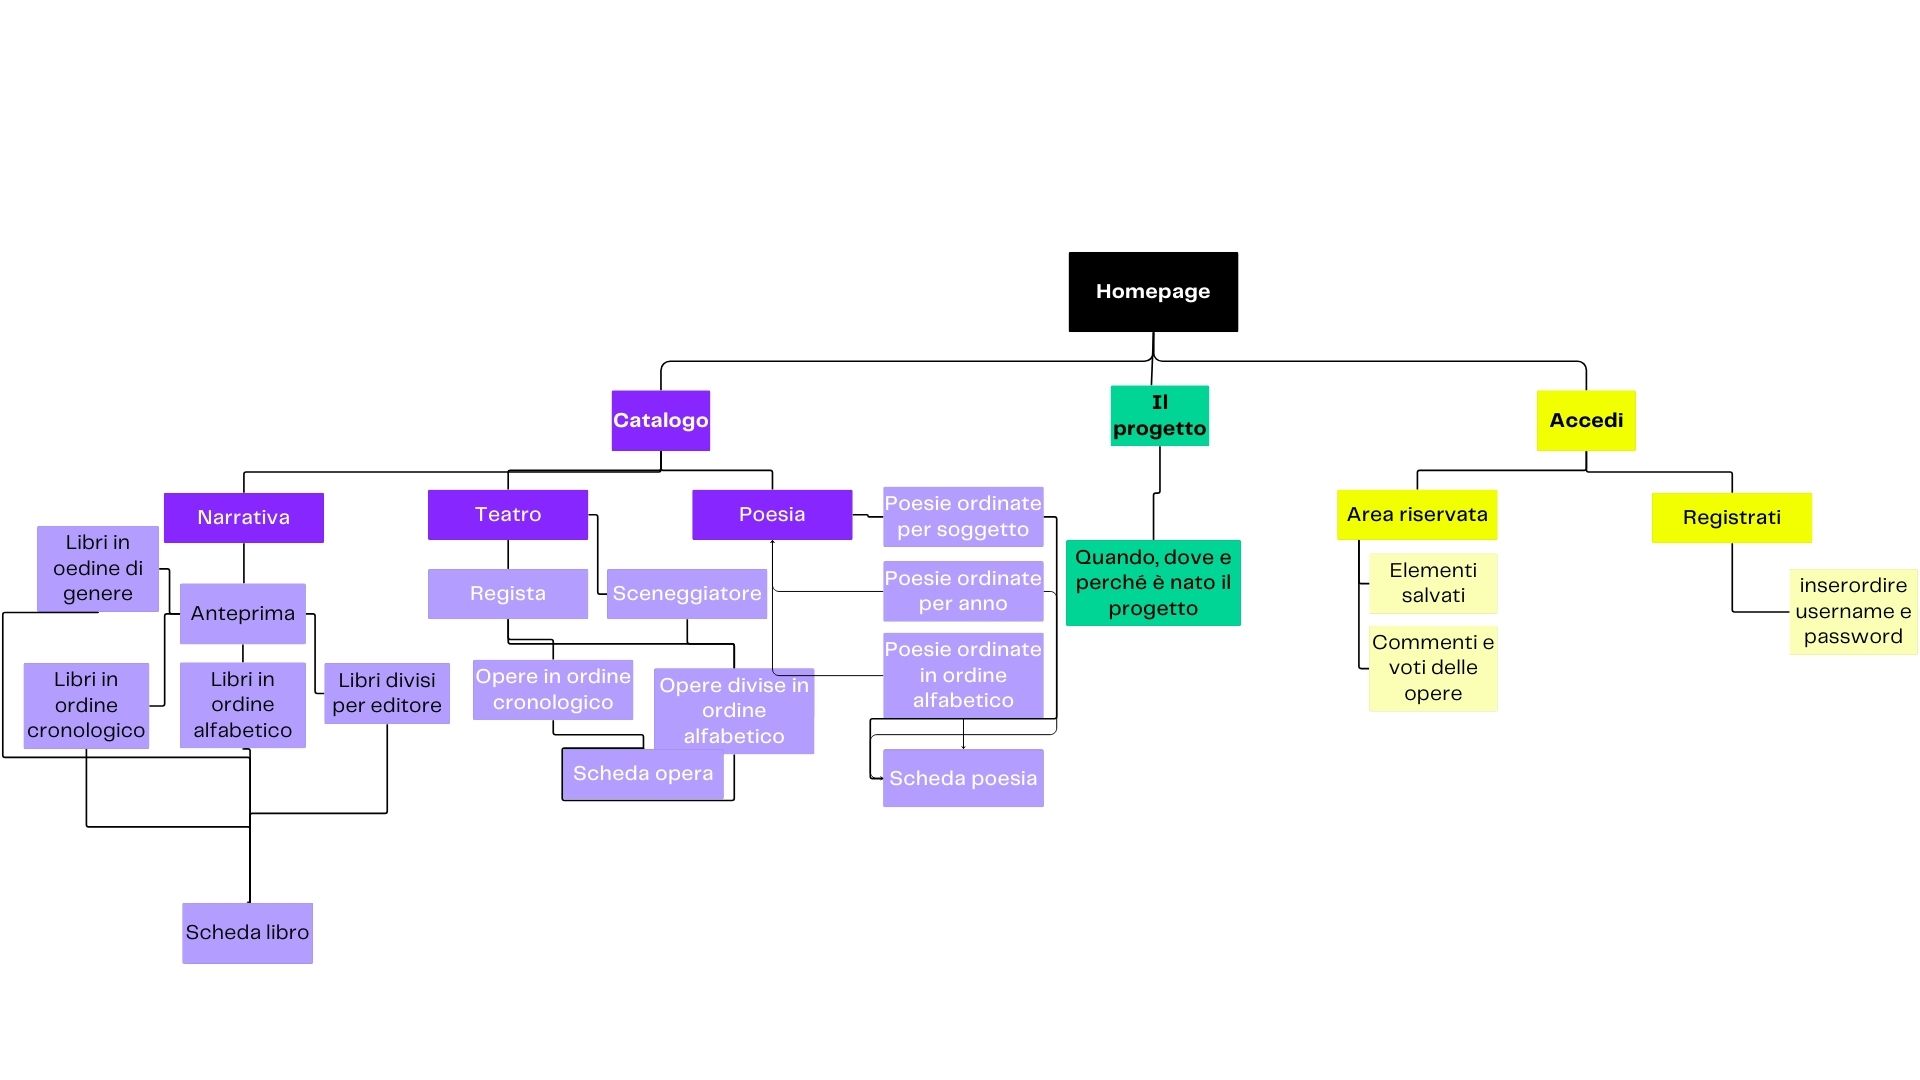 Homepage
Catalogo
Il
progetto
Accedi
Narrativa
Teatro
Poesia
Poesie ordinate
per soggetto
Area riservata
Registrati
Libri in
oedine di
genere
Anteprima
Regista
Sceneggiatore
Poesie ordinate
per anno
Quando, dove e
perché è nato il
progetto
Elementi
salvati
inserordire
username e
password
Libri in
ordine
cronologico
Libri in
ordine
alfabetico
Libri divisi
per editore
Opere in ordine
cronologico
Opere divise in
ordine
alfabetico
Poesie ordinate
in ordine
alfabetico
Commenti e
voti delle
opere
Scheda opera
Scheda poesia
Scheda libro